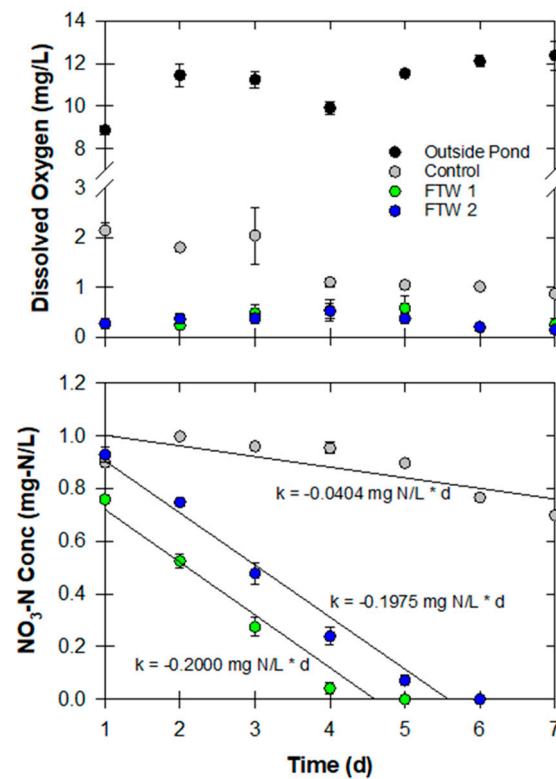 14
12
10
8
3
2
1
0
Dissolved Oxygen (mg/L)
Outside Pond
Control
FTW 1
FTW 2
1.2
1.0
0.8
0.6
0.4
0.2
0.0
NO3-N Conc (mg-N/L)
k = -0.0404 mg N/L * d
k = -0.1975 mg N/L * d
k = -0.2000 mg N/L * d
1 2 3 4 5 6 7
Time (d)